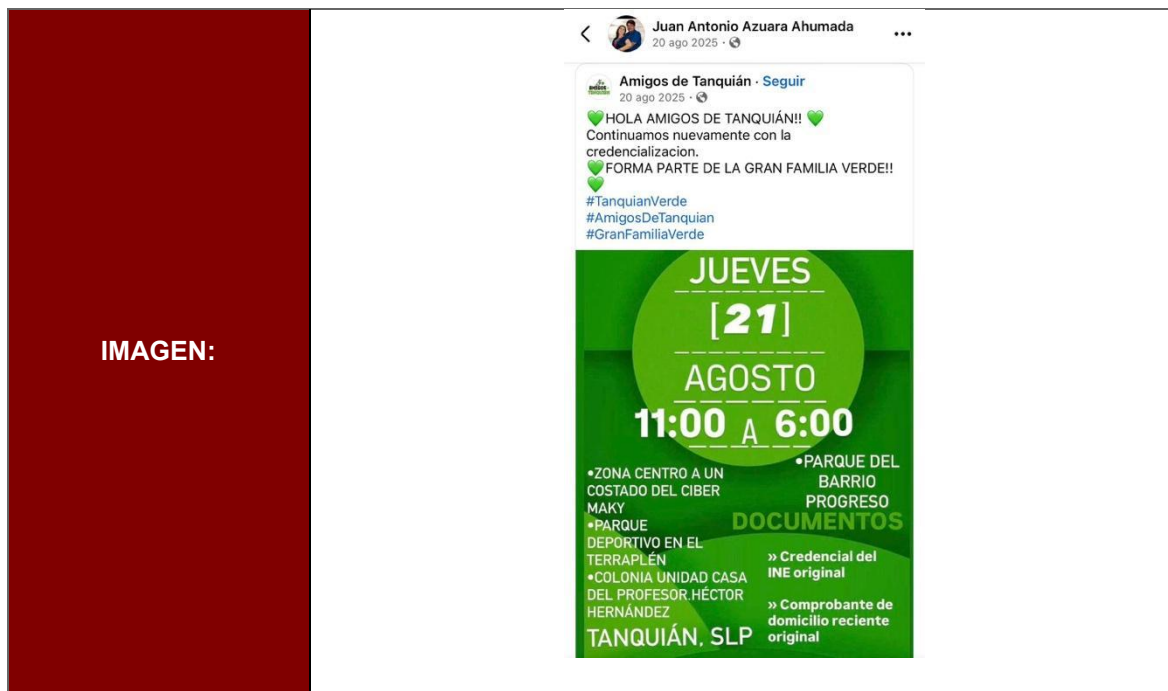 IMAGEN:
Juan Antonio Azuara Ahumada
20 ago 2025 ·
Amigos de Tanquián · Seguir
20 ago 2025 ·
💚HOLA AMIGOS DE TANQUIÁN!! 💚
Continuamos nuevamente con la
credencializacion.
💚FORMA PARTE DE LA GRAN FAMILIA VERDE!!
💚
#TanquianVerde
#AmigosDeTanquian
#GranFamiliaVerde
JUEVES
[21]
AGOSTO
11:00 A 6:00
•ZONA CENTRO A UN
COSTADO DEL CIBER
MAKY
•PARQUE
DEPORTIVO EN EL
TERRAPLÉN
•COLONIA UNIDAD CASA
DEL PROFESOR.HÉCTOR
HERNÁNDEZ
TANQUIÁN, SLP
•PARQUE DEL
BARRIO
PROGRESO
DOCUMENTOS
» Credencial del
INE original
» Comprobante de
domicilio reciente
original